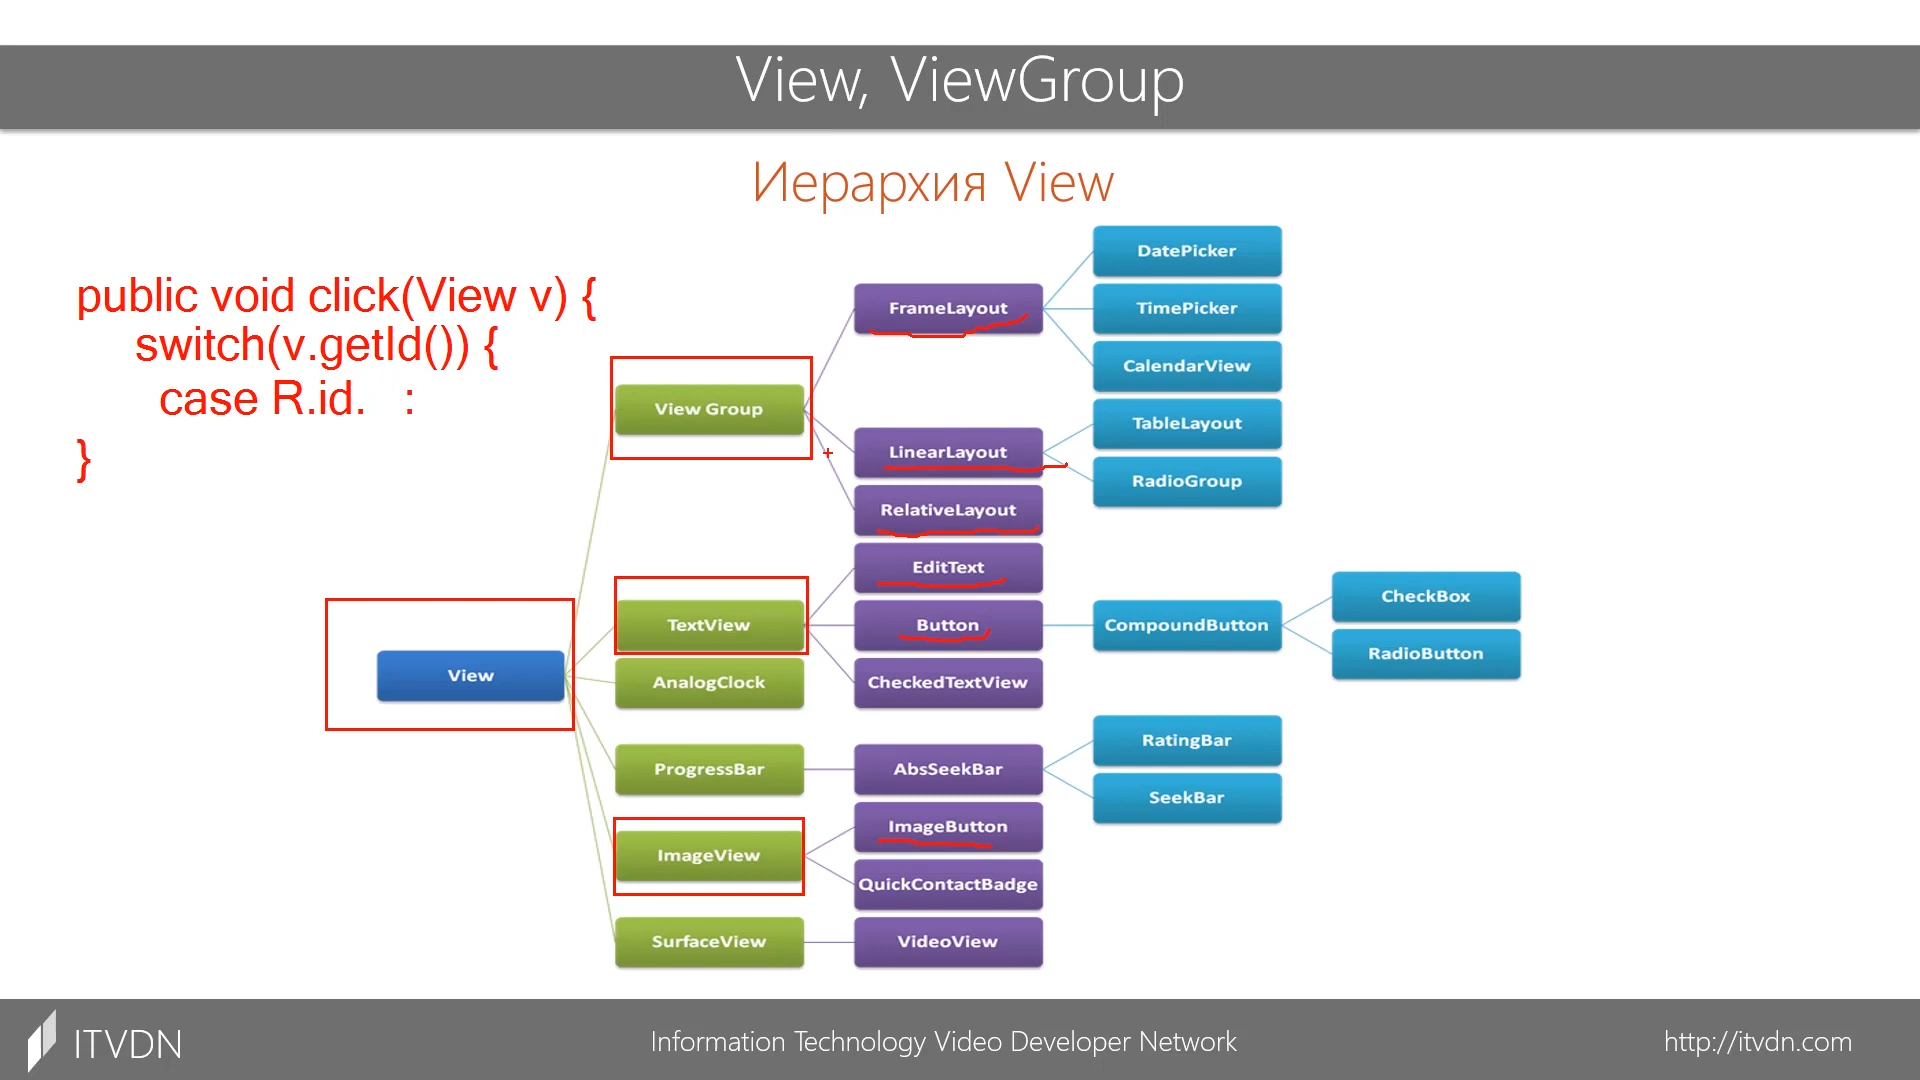 View, ViewGroup
Иерархия View
public void click(View v) {
switch(v.getId()) {
case R.id.   :
}
View
View Group
TextView
AnalogClock
ProgressBar
ImageView
SurfaceView
FrameLayout
LinearLayout
RelativeLayout
EditText
Button
CheckedTextView
AbsSeekBar
ImageButton
QuickContactBadge
VideoView
DatePicker
TimePicker
CalendarView
TableLayout
RadioGroup
CompoundButton
RatingBar
SeekBar
CheckBox
RadioButton
ITVDN
Information Technology Video Developer Network
http://itvdn.com